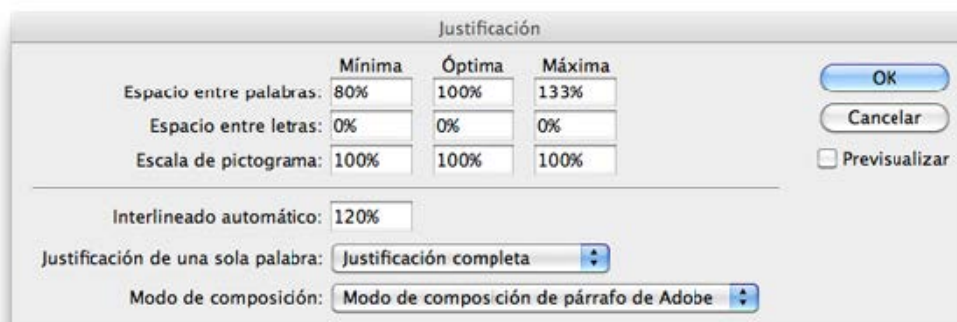 Justificación
Mínima Óptima Máxima
Espacio entre palabras: 80% 100% 133%
OK
Espacio entre letras: 0% 0% 0%
Cancelar
Escala de pictograma: 100% 100% 100%
Previsualizar
Interlineado automático: 120%
Justificación de una sola palabra: Justificación completa
Modo de composición: Modo de composición de párrafo de Adobe